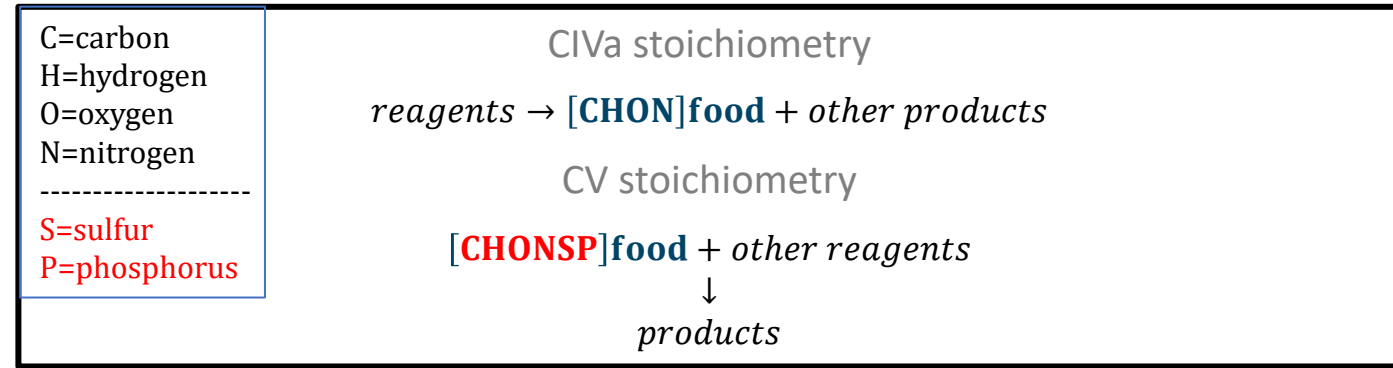 C=carbon
H=hydrogen
O=oxygen
N=nitrogen
--------------------
S=sulfur
P=phosphorus
CIVa stoichiometry
reagents → [CHON]food + other products
CV stoichiometry
[CHONSP]food + other reagents
↓
products